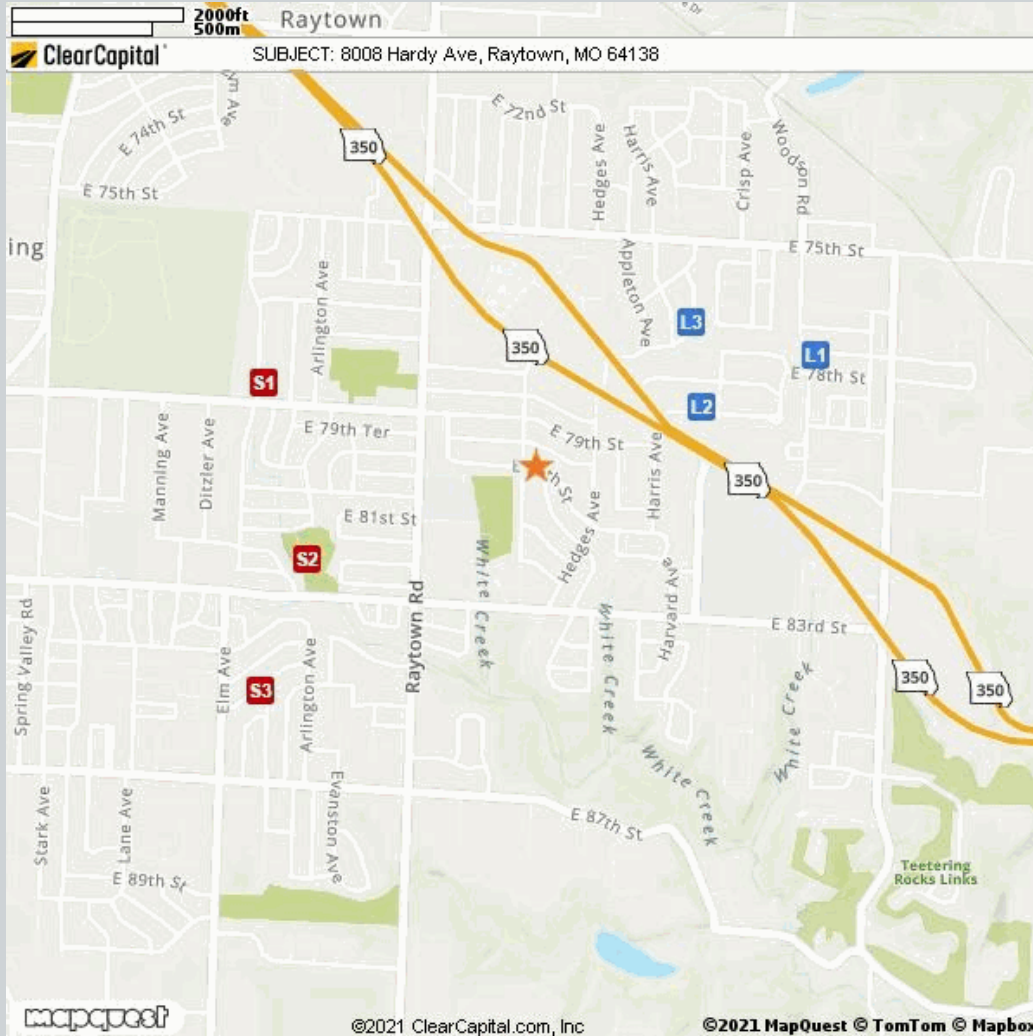 2000ft
500m
Raytown
Dr
ClearCapital
SUBJECT: 8008 Hardy Ave, Raytown, MO 64138
E 72nd St
E 74th St
Ave
Hedges Ave
Harris Ave
Crisp Ave
Woodson Rd
350
E 75th St
E 75th St
ing
Arlington Ave
Appleton Ave
L3
350
L1
E 78th St
S1
L2
E 79th Ter
E 79th St
Manning Ave
Ditzler Ave
Harris Ave
350
E
th St
E 81st St
Hedges Ave
S2
White Creek
Harvard Ave
Spring Valley Rd
Elm Ave
Arlington Ave
Raytown Rd
White Creek
E 83rd St
S3
350
350
White Creek
White Creek
Stark Ave
Lane Ave
Evanston Ave
E 87th St
E 89th St
Teetering
Rocks Links
mapquest
©2021 ClearCapital.com, Inc
©2021 MapQuest © TomTom © Mapbox